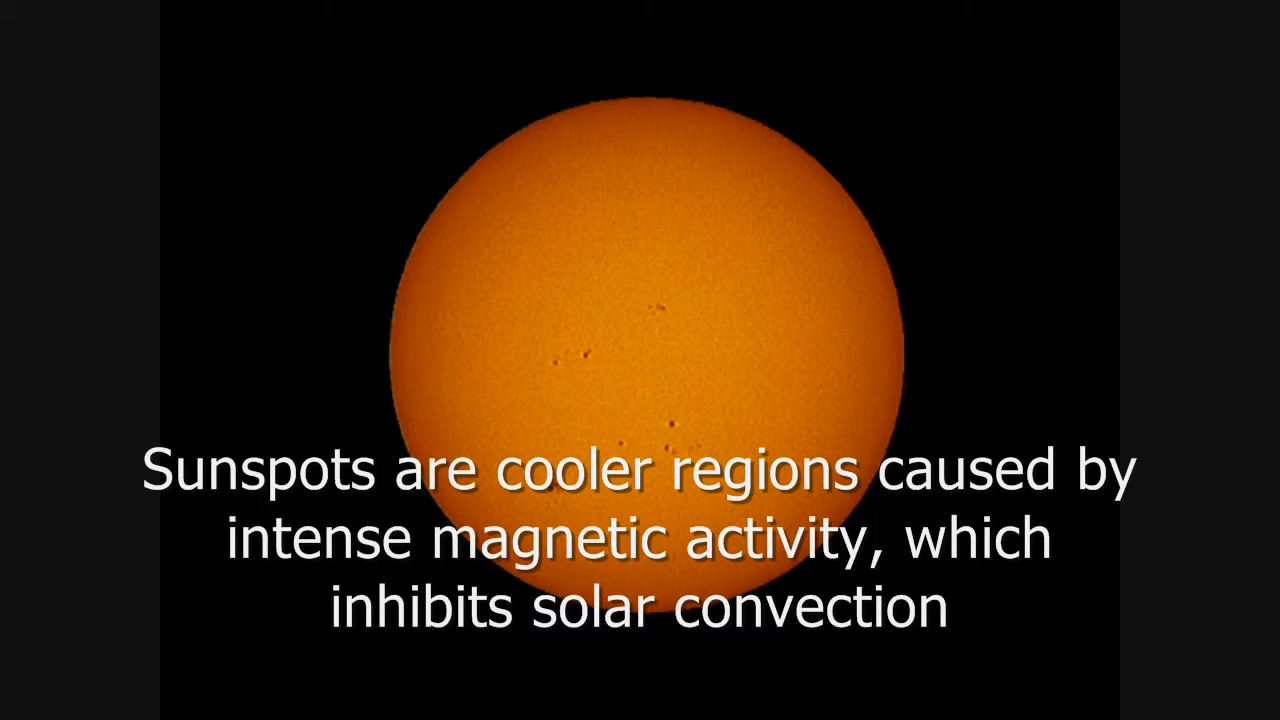 Sunspots are cooler regions caused by
intense magnetic activity, which
inhibits solar convection